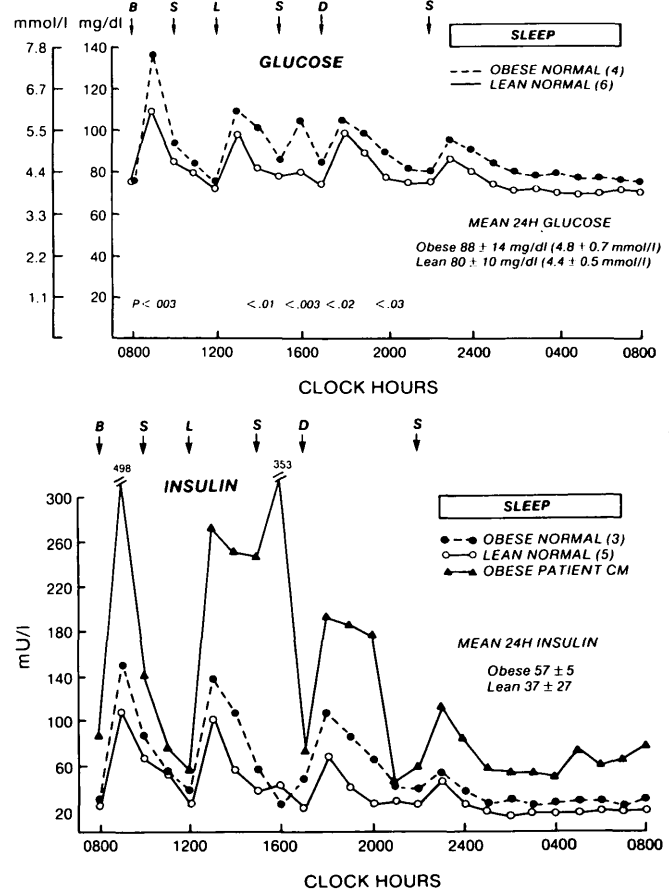 B S L S D S
mmol/l mg/dl
7.8 140
6.7 120
5.5 100
4.4 80
3.3 60
2.2 40
1.1 20
GLUCOSE
SLEEP
OBESE NORMAL (4)
LEAN NORMAL (6)
MEAN 24H GLUCOSE
Obese 88 ± 14 mg/dl (4.8 ± 0.7 mmol/l)
Lean 80 ± 10 mg/dl (4.4 ± 0.5 mmol/l)
P < 003 < .01 < .003 < .02 < .03
0800 1200 1600 2000 2400 0400 0800
CLOCK HOURS
B S L S D S
498 353
INSULIN
SLEEP
OBESE NORMAL (3)
LEAN NORMAL (5)
OBESE PATIENT CM
MEAN 24H INSULIN
Obese 57 ± 5
Lean 37 ± 27
mU/l
300
260
220
180
140
100
60
20
0800 1200 1600 2000 2400 0400 0800
CLOCK HOURS